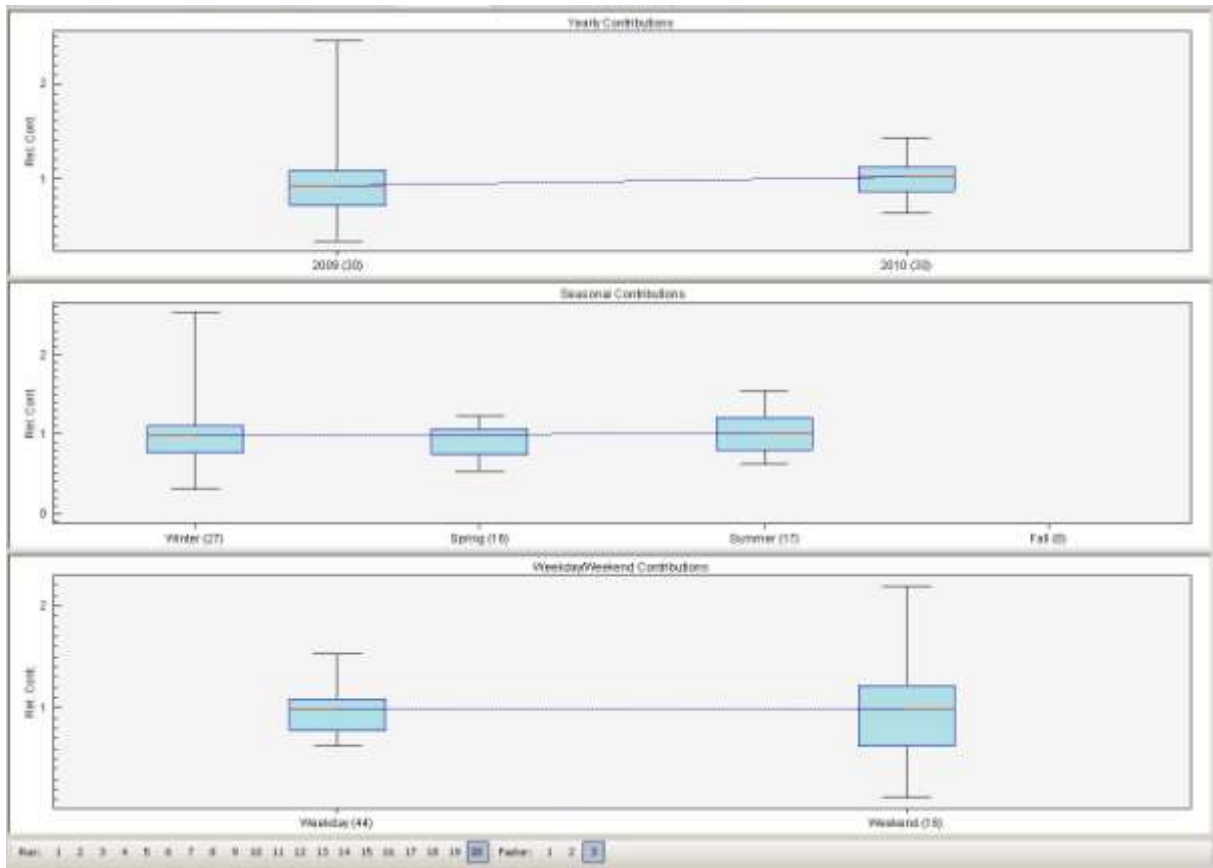 Yearly Contributions
Rel. Cont.
2
1
2009 (30)
2010 (30)
Seasonal Contributions
Rel. Cont.
2
1
0
Winter (27)
Spring (16)
Summer (17)
Fall (0)
Weekday/Weekend Contributions
Rel. Cont.
2
1
Weekday (44)
Weekend (16)
Run: 1 2 3 4 5 6 7 8 9 10 11 12 13 14 15 16 17 18 19 20 Factor: 1 2 3